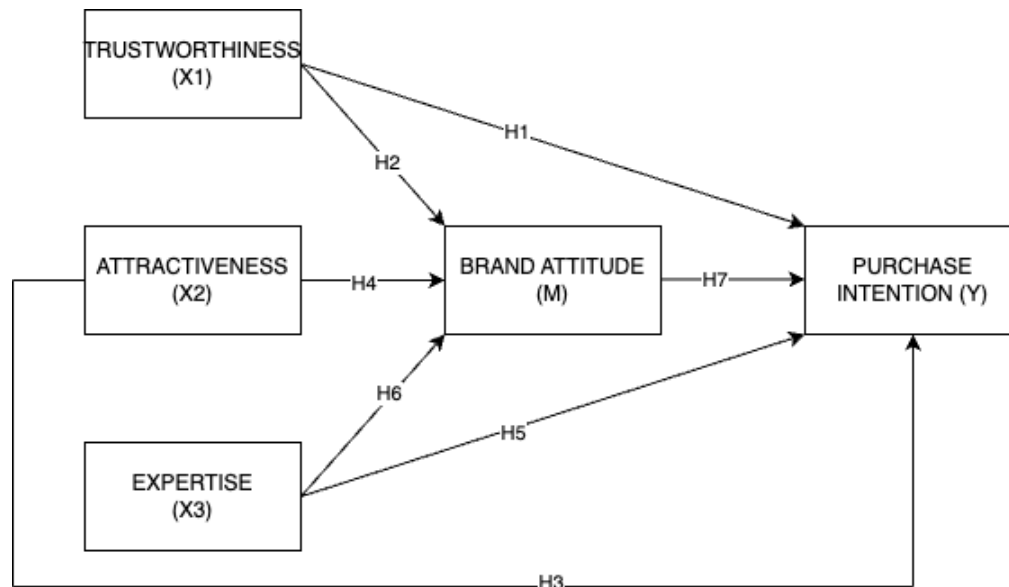 TRUSTWORTHINESS
(X1)
H1
H2
ATTRACTIVENESS
(X2)
H4
BRAND ATTITUDE
(M)
H7
PURCHASE
INTENTION (Y)
H6
H5
EXPERTISE
(X3)
H3